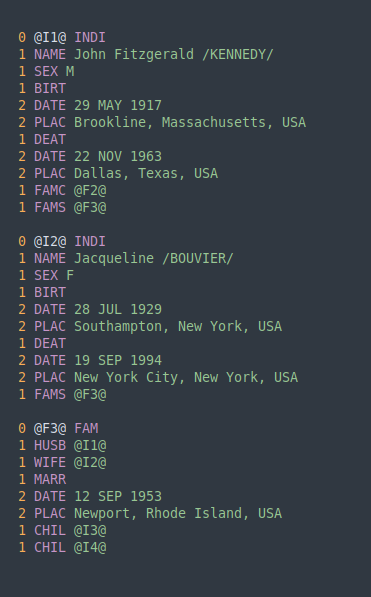 0 @I1@ INDI
1 NAME John Fitzgerald /KENNEDY/
1 SEX M
1 BIRT
2 DATE 29 MAY 1917
2 PLAC Brookline, Massachusetts, USA
1 DEAT
2 DATE 22 NOV 1963
2 PLAC Dallas, Texas, USA
1 FAMC @F2@
1 FAMS @F3@

0 @I2@ INDI
1 NAME Jacqueline /BOUVIER/
1 SEX F
1 BIRT
2 DATE 28 JUL 1929
2 PLAC Southampton, New York, USA
1 DEAT
2 DATE 19 SEP 1994
2 PLAC New York City, New York, USA
1 FAMS @F3@

0 @F3@ FAM
1 HUSB @I1@
1 WIFE @I2@
1 MARR
2 DATE 12 SEP 1953
2 PLAC Newport, Rhode Island, USA
1 CHIL @I3@
1 CHIL @I4@